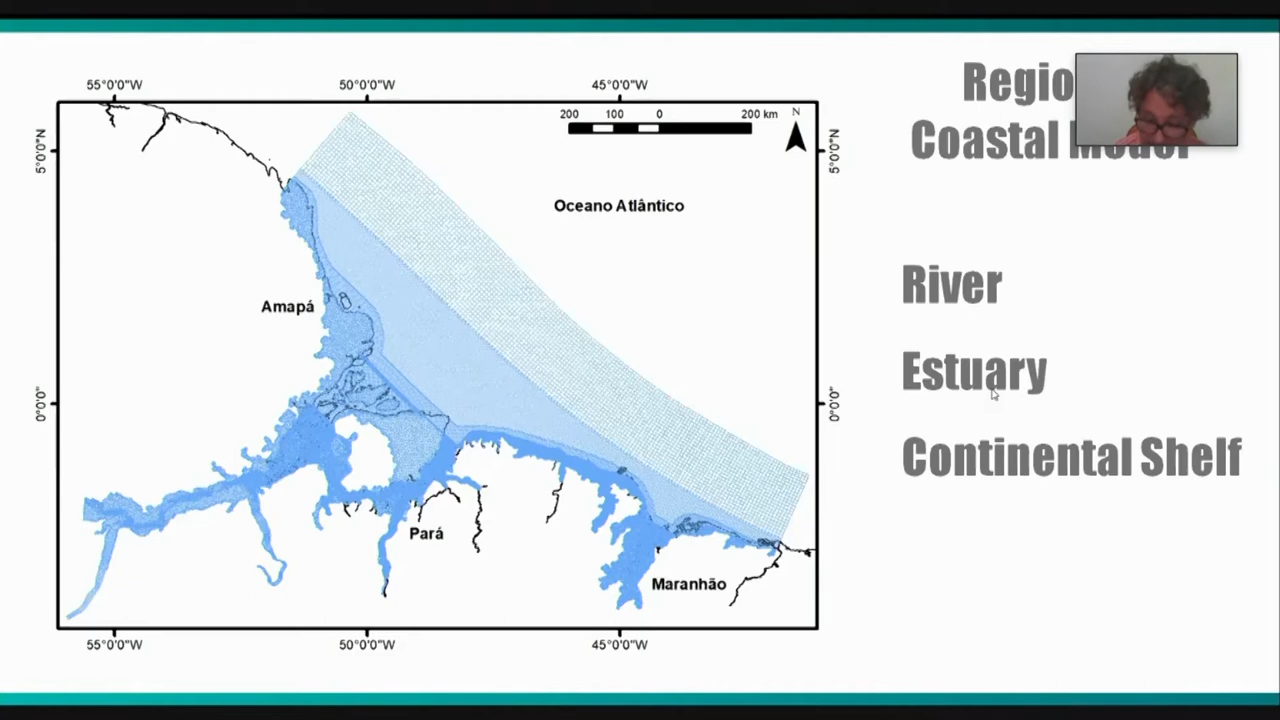 Regio
Coastal Model
River
Estuary
Continental Shelf
55°0'0"W 50°0'0"W 45°0'0"W
200 100 0 200 km
N
5°0'0"N 5°0'0"N
Oceano Atlântico
Amapá
0°0'0" 0°0'0"
Pará
Maranhão
55°0'0"W 50°0'0"W 45°0'0"W